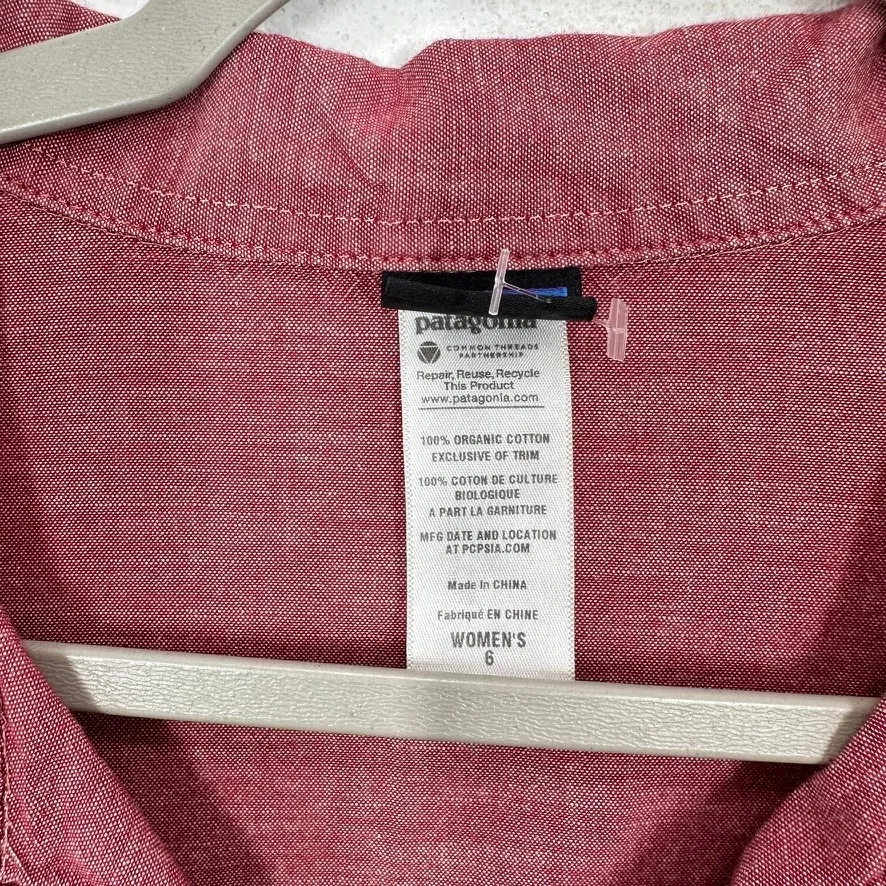 patagonia
COMMON THREADS
PARTNERSHIP
Repair, Reuse, Recycle
This Product
www.patagonia.com
100% ORGANIC COTTON
EXCLUSIVE OF TRIM
100% COTON DE CULTURE
BIOLOGIQUE
A PART LA GARNITURE
MFG DATE AND LOCATION
AT PCPSIA.COM
Made in CHINA
Fabriqué EN CHINE
WOMEN'S
6